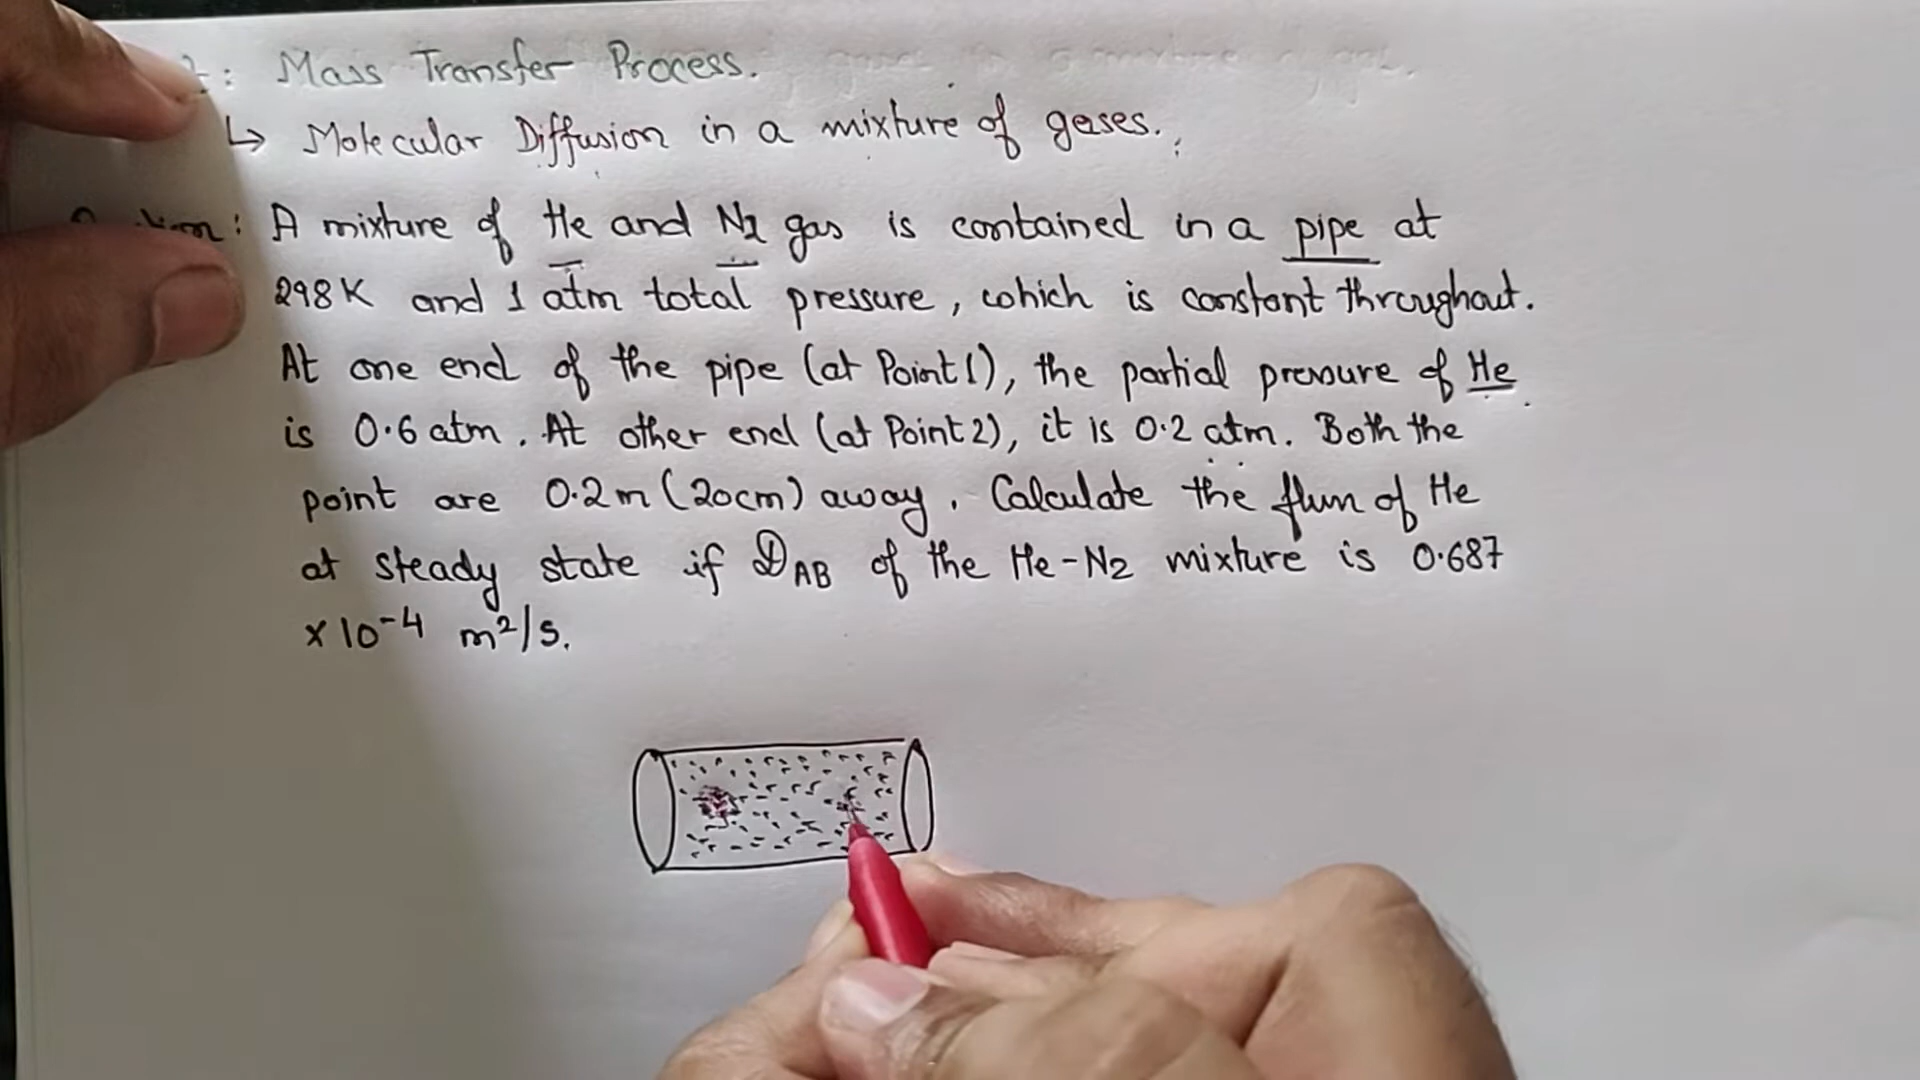 : Mass Transfer Process.
↳ Molecular Diffusion in a mixture of gases.
: A mixture of He and N2 gas is contained in a pipe at
298K and 1 atm total pressure, which is constant throughout.
At one end of the pipe (at Point 1), the partial pressure of He
is 0.6 atm. At other end (at Point 2), it is 0.2 atm. Both the
point are 0.2m (20cm) away. Calculate the flux of He
at steady state if DAB of the He-N2 mixture is 0.687
× 10⁻⁴ m²/s.